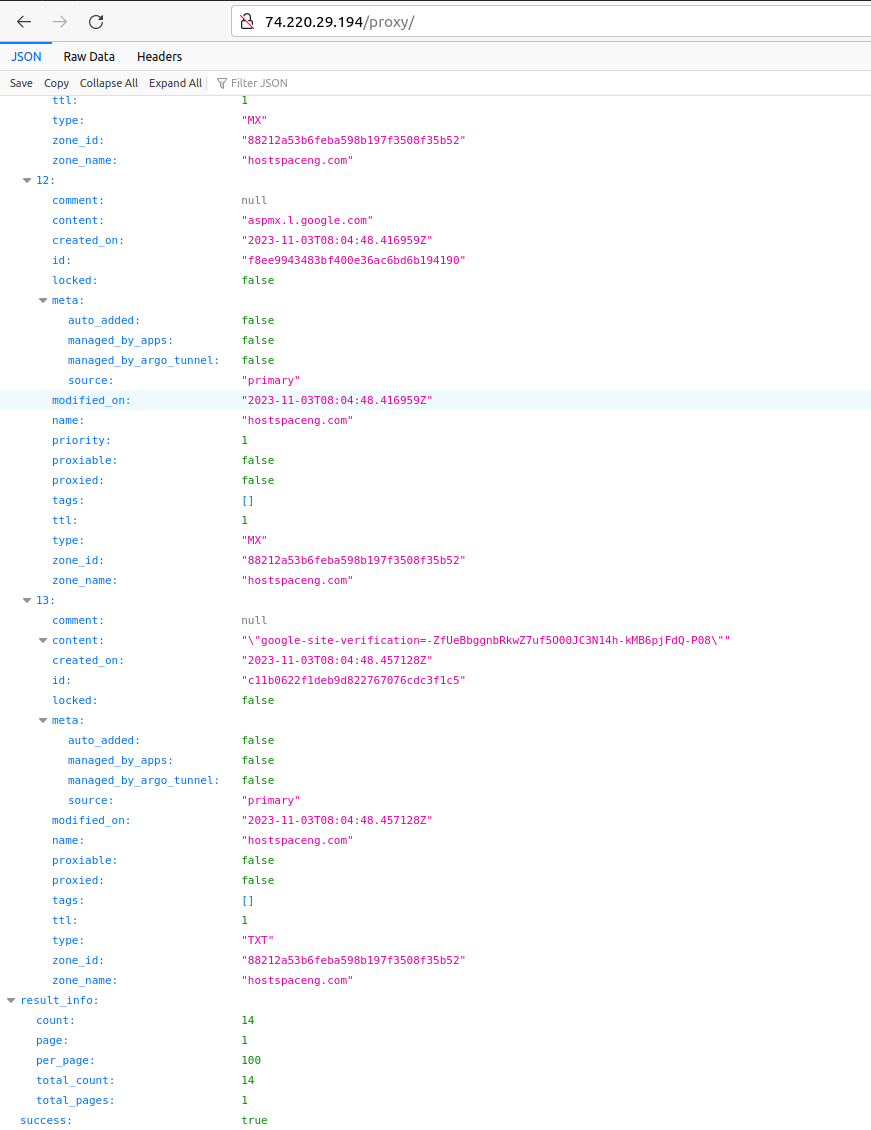 74.220.29.194/proxy/
JSON Raw Data Headers
Save Copy Collapse All Expand All Filter JSON
ttl: 1
type: "MX"
zone_id: "88212a53b6feba598b197f3508f35b52"
zone_name: "hostspaceng.com"
12:
comment: null
content: "aspmx.l.google.com"
created_on: "2023-11-03T08:04:48.416959Z"
id: "f8ee9943483bf400e36ac6bd6b194190"
locked: false
meta:
auto_added: false
managed_by_apps: false
managed_by_argo_tunnel: false
source: "primary"
modified_on: "2023-11-03T08:04:48.416959Z"
name: "hostspaceng.com"
priority: 1
proxiable: false
proxied: false
tags: []
ttl: 1
type: "MX"
zone_id: "88212a53b6feba598b197f3508f35b52"
zone_name: "hostspaceng.com"
13:
comment: null
content: "\"google-site-verification=-ZfUeBbggnbRkwZ7uf5O00JC3N14h-kMB6pjFdQ-P08\""
created_on: "2023-11-03T08:04:48.457128Z"
id: "c11b0622f1deb9d822767076cdc3f1c5"
locked: false
meta:
auto_added: false
managed_by_apps: false
managed_by_argo_tunnel: false
source: "primary"
modified_on: "2023-11-03T08:04:48.457128Z"
name: "hostspaceng.com"
proxiable: false
proxied: false
tags: []
ttl: 1
type: "TXT"
zone_id: "88212a53b6feba598b197f3508f35b52"
zone_name: "hostspaceng.com"
result_info:
count: 14
page: 1
per_page: 100
total_count: 14
total_pages: 1
success: true